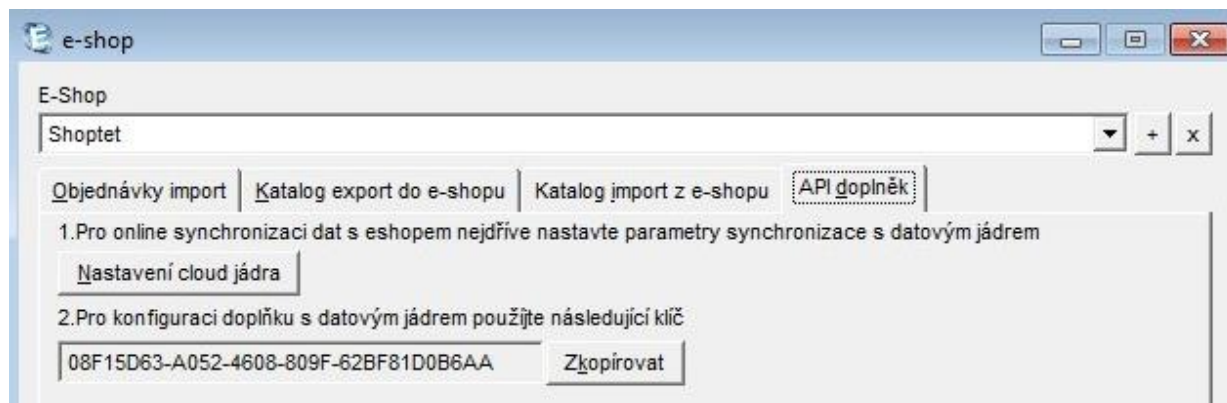 e-shop
E-Shop
Shoptet
+ x
Objednávky import Katalog export do e-shopu Katalog import z e-shopu API doplněk
1.Pro online synchronizaci dat s eshopem nejdříve nastavte parametry synchronizace s datovým jádrem
Nastavení cloud jádra
2.Pro konfiguraci doplňku s datovým jádrem použijte následující klíč
08F15D63-A052-4608-809F-62BF81D0B6AA Zkopírovat